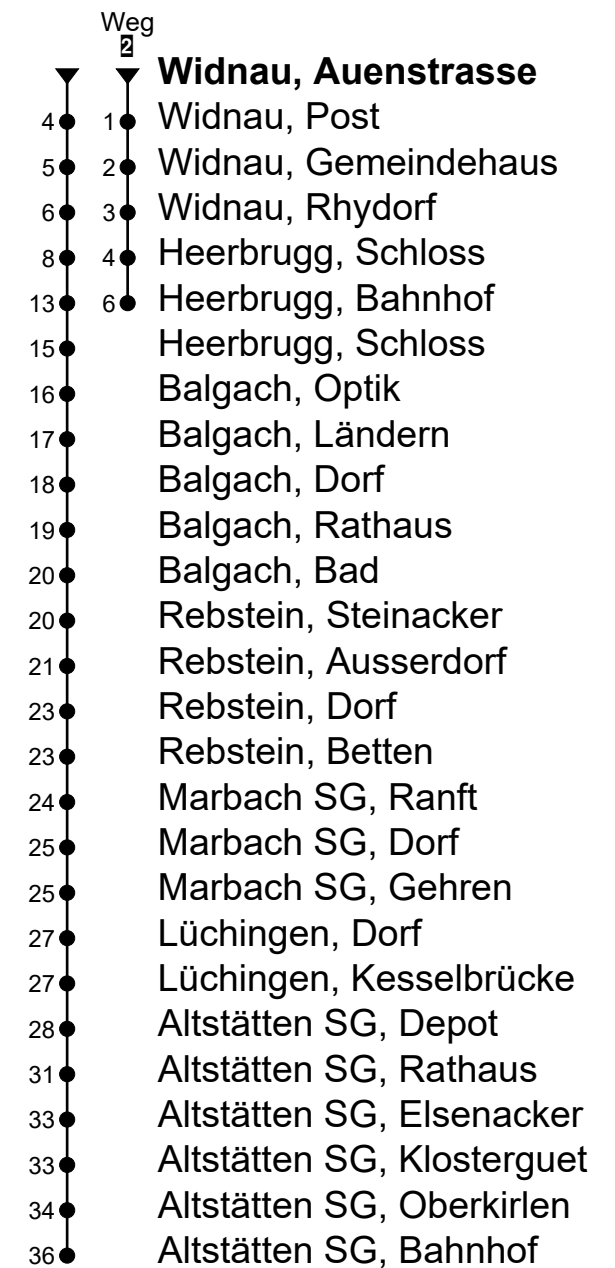 Weg
2
Widnau, Auenstrasse
4 1 Widnau, Post
5 2 Widnau, Gemeindehaus
6 3 Widnau, Rhydorf
8 4 Heerbrugg, Schloss
13 6 Heerbrugg, Bahnhof
15 Heerbrugg, Schloss
16 Balgach, Optik
17 Balgach, Ländern
18 Balgach, Dorf
19 Balgach, Rathaus
20 Balgach, Bad
20 Rebstein, Steinacker
21 Rebstein, Ausserdorf
23 Rebstein, Dorf
23 Rebstein, Betten
24 Marbach SG, Ranft
25 Marbach SG, Dorf
25 Marbach SG, Gehren
27 Lüchingen, Dorf
27 Lüchingen, Kesselbrücke
28 Altstätten SG, Depot
31 Altstätten SG, Rathaus
33 Altstätten SG, Elsenacker
33 Altstätten SG, Klosterguet
34 Altstätten SG, Oberkirlen
36 Altstätten SG, Bahnhof